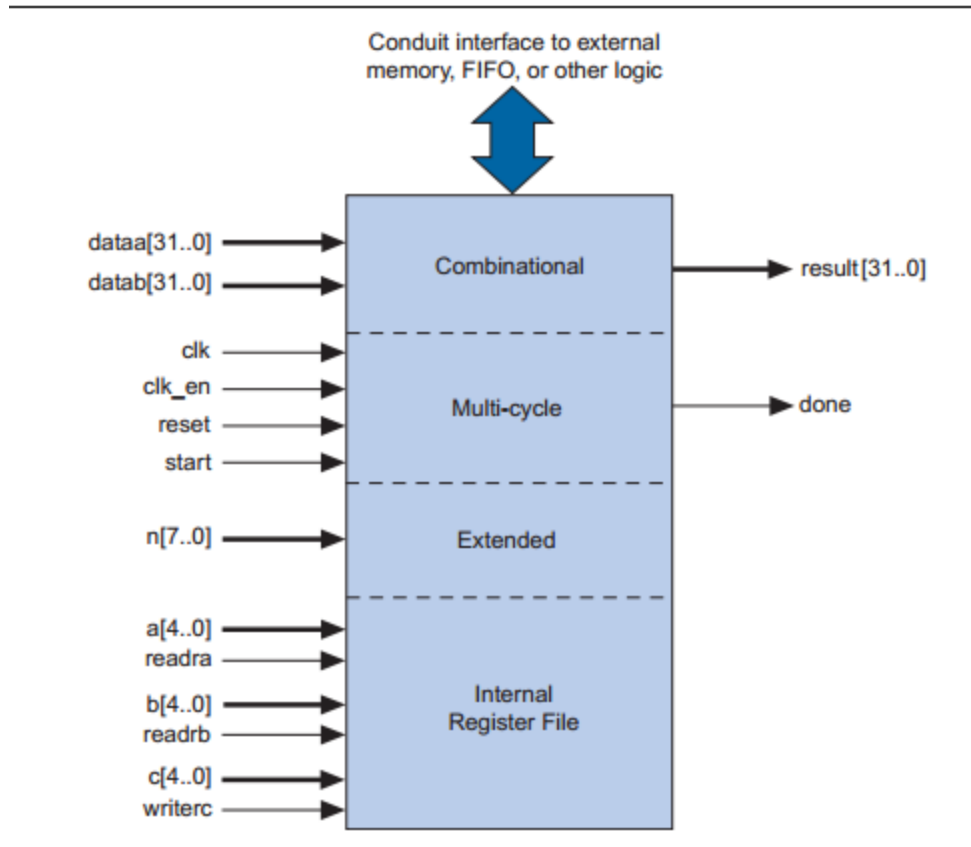 Conduit interface to external
memory, FIFO, or other logic
dataa[31..0]
datab[31..0]
Combinational
result[31..0]
clk
clk_en
reset
start
Multi-cycle
done
n[7..0]
Extended
a[4..0]
readra
b[4..0]
readrb
c[4..0]
writerc
Internal
Register File